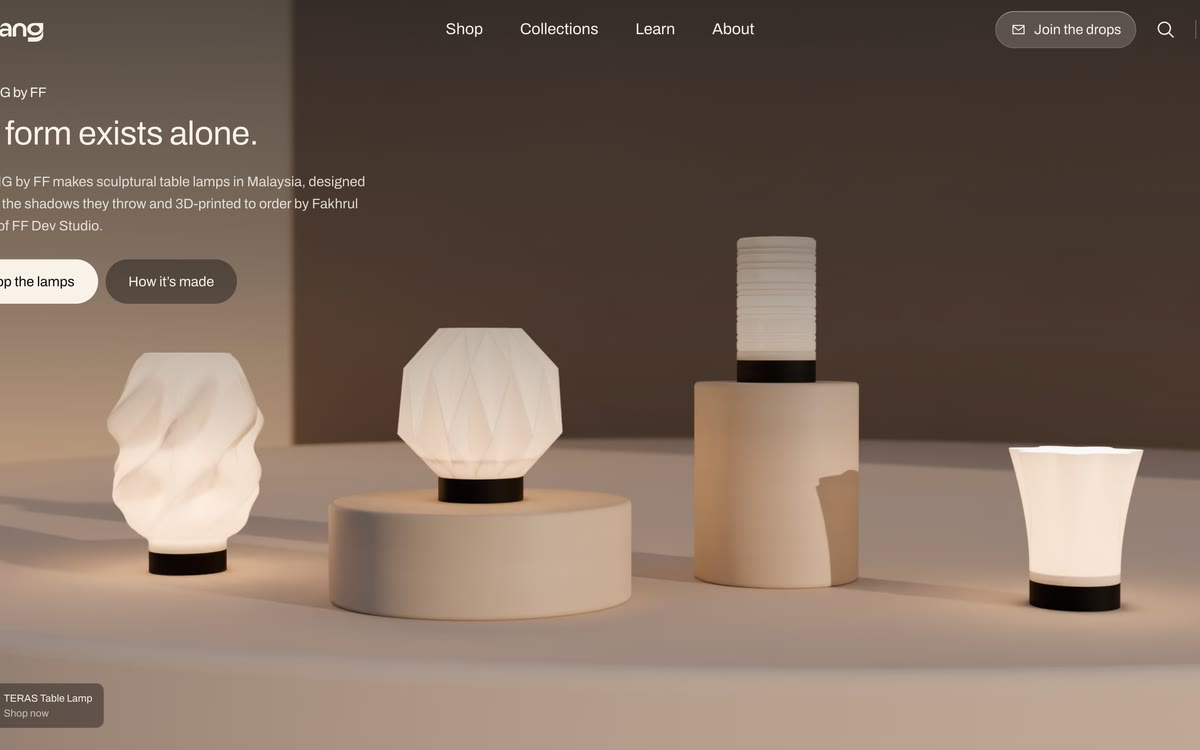 ang
Shop
Collections
Learn
About
Join the drops
G by FF
form exists alone.
G by FF makes sculptural table lamps in Malaysia, designed
the shadows they throw and 3D-printed to order by Fakhrul
of FF Dev Studio.
op the lamps
How it’s made
TERAS Table Lamp
Shop now